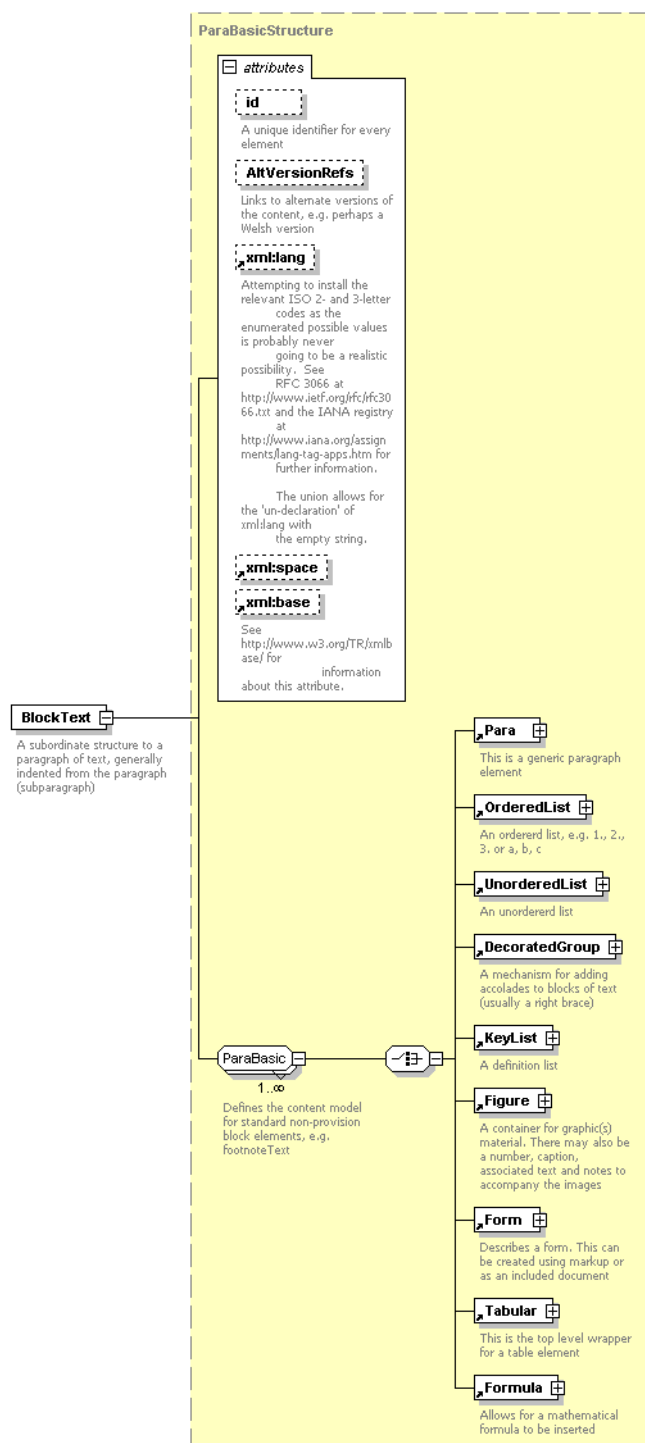 ParaBasicStructure
attributes
id
A unique identifier for every
element
AltVersionRefs
Links to alternate versions of
the content, e.g. perhaps a
Welsh version
xml:lang
Attempting to install the
relevant ISO 2- and 3-letter
codes as the
enumerated possible values
is probably never
going to be a realistic
possibility. See
RFC 3066 at
http://www.ietf.org/rfc/rfc30
66.txt and the IANA registry
at
http://www.iana.org/assign
ments/lang-tag-apps.htm for
further information.
The union allows for
the 'un-declaration' of
xml:lang with
the empty string.
xml:space
xml:base
See
http://www.w3.org/TR/xmlb
ase/ for
information
about this attribute.
BlockText
A subordinate structure to a
paragraph of text, generally
indented from the paragraph
(subparagraph)
ParaBasic
1..∞
Defines the content model
for standard non-provision
block elements, e.g.
footnoteText
Para
This is a generic paragraph
element
OrderedList
An ordererd list, e.g. 1., 2.,
3. or a, b, c
UnorderedList
An unordererd list
DecoratedGroup
A mechanism for adding
accolades to blocks of text
(usually a right brace)
KeyList
A definition list
Figure
A container for graphic(s)
material. There may also be
a number, caption,
associated text and notes to
accompany the images
Form
Describes a form. This can
be created using markup or
as an included document
Tabular
This is the top level wrapper
for a table element
Formula
Allows for a mathematical
formula to be inserted